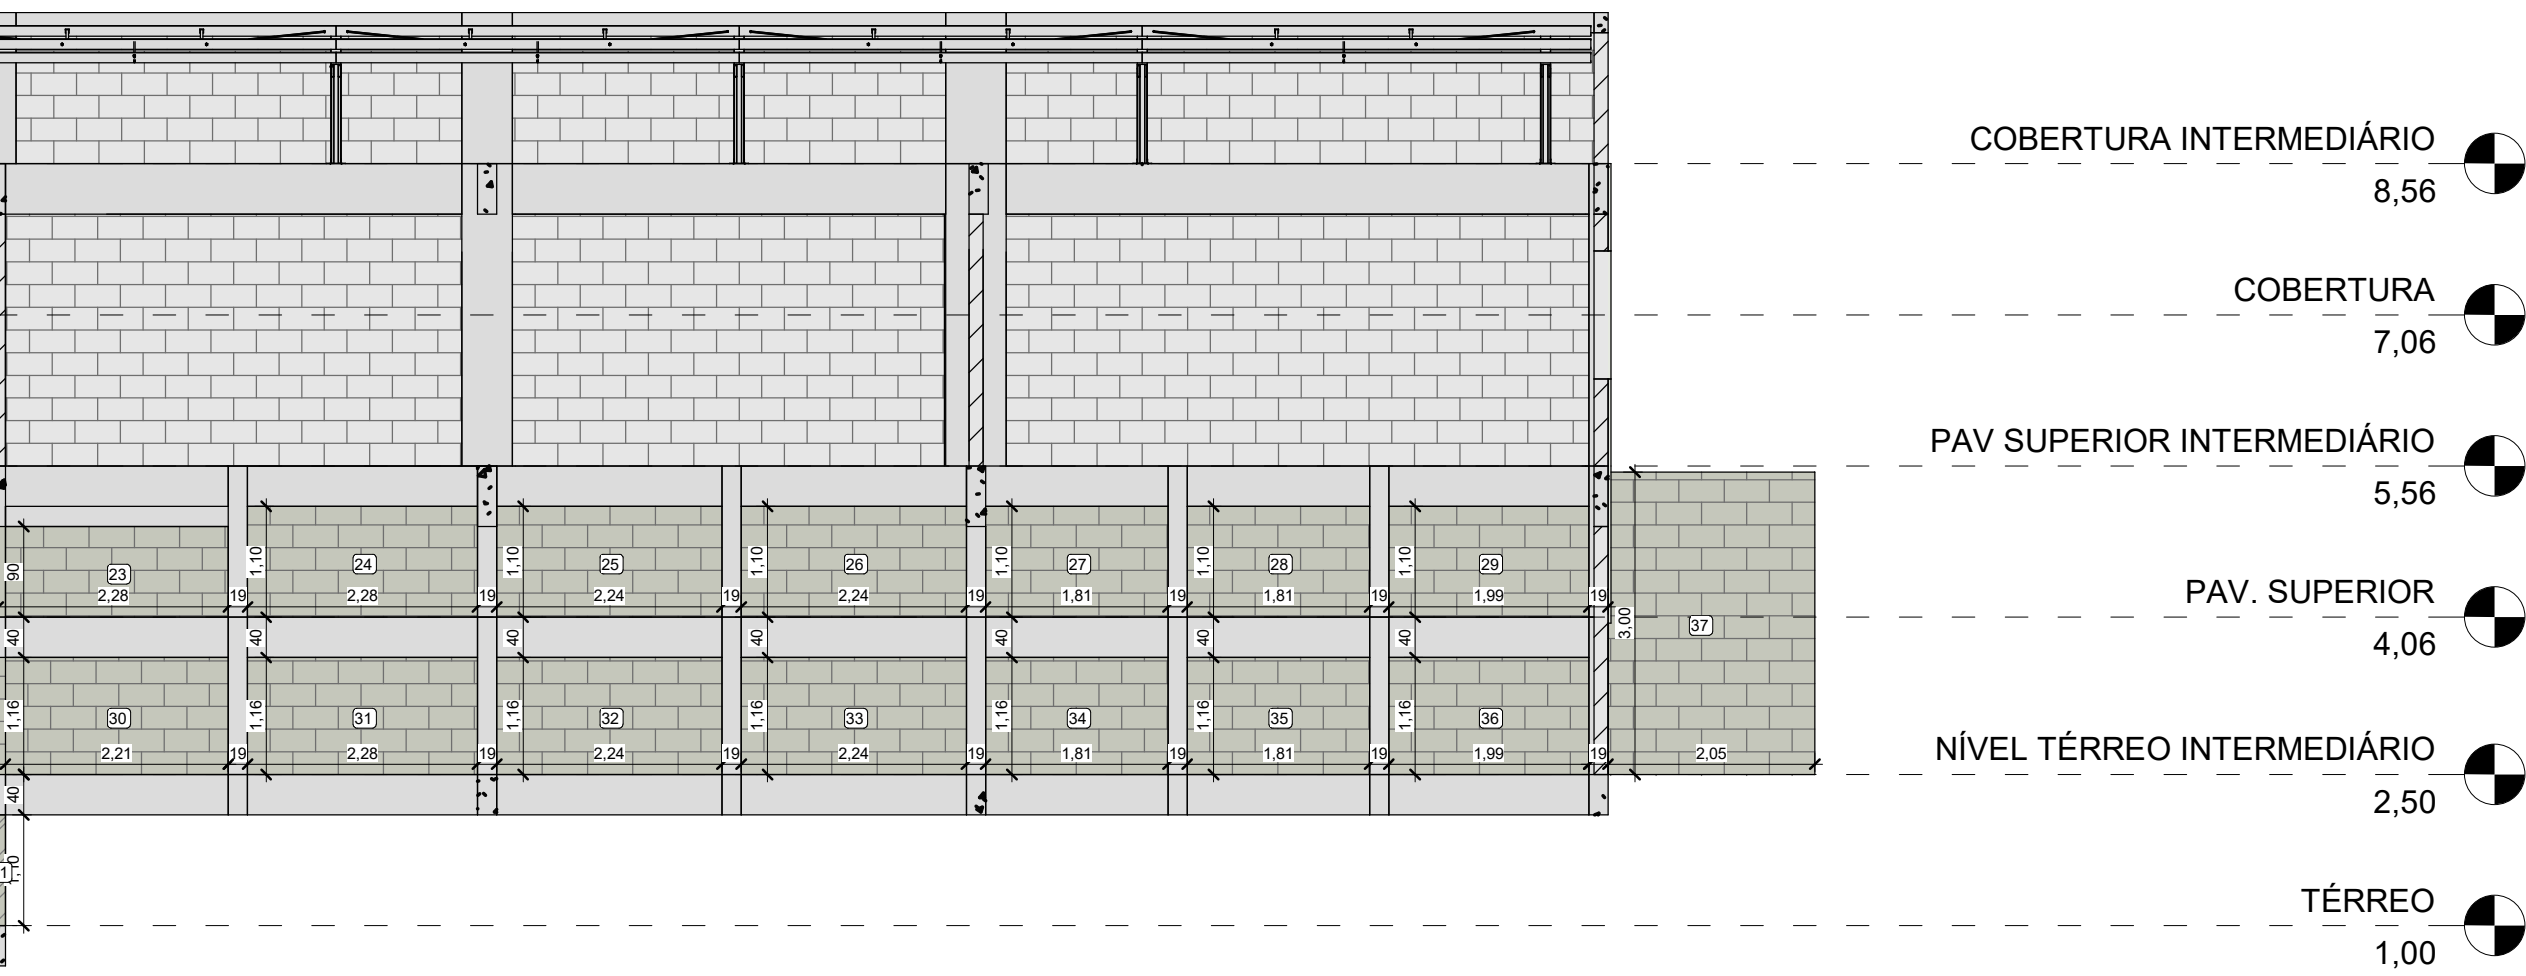 COBERTURA INTERMEDIÁRIO
8,56
COBERTURA
7,06
PAV SUPERIOR INTERMEDIÁRIO
5,56
90 1,10 1,10 1,10 1,10 1,10 1,10
23 24 25 26 27 28 29
2,28 19 2,28 19 2,24 19 2,24 19 1,81 19 1,81 19 1,99 19
PAV. SUPERIOR
4,06
3,00 37
40 40 40 40 40 40 40
1,16 1,16 1,16 1,16 1,16 1,16 1,16
30 31 32 33 34 35 36
2,21 19 2,28 19 2,24 19 2,24 19 1,81 19 1,81 19 1,99 19 2,05
NÍVEL TÉRREO INTERMEDIÁRIO
2,50
40
TÉRREO
1,00